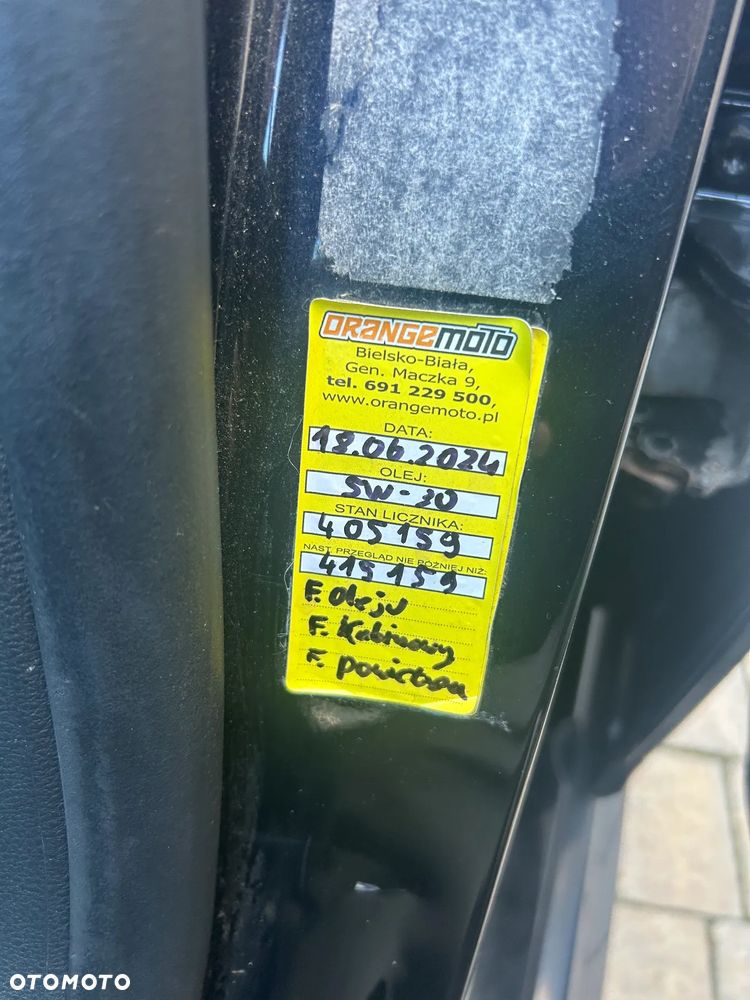 ORANGEMOTO
Bielsko-Biała,
Gen. Maczka 9,
tel. 691 229 500,
www.orangemoto.pl
DATA:
18.06.2024
OLEJ:
5W-30
STAN LICZNIKA:
405159
NAST. PRZEGLĄD NIE PÓŹNIEJ NIŻ:
415159
F. oleju
F. Kabinowy
F. powietrza
OTOMOTO